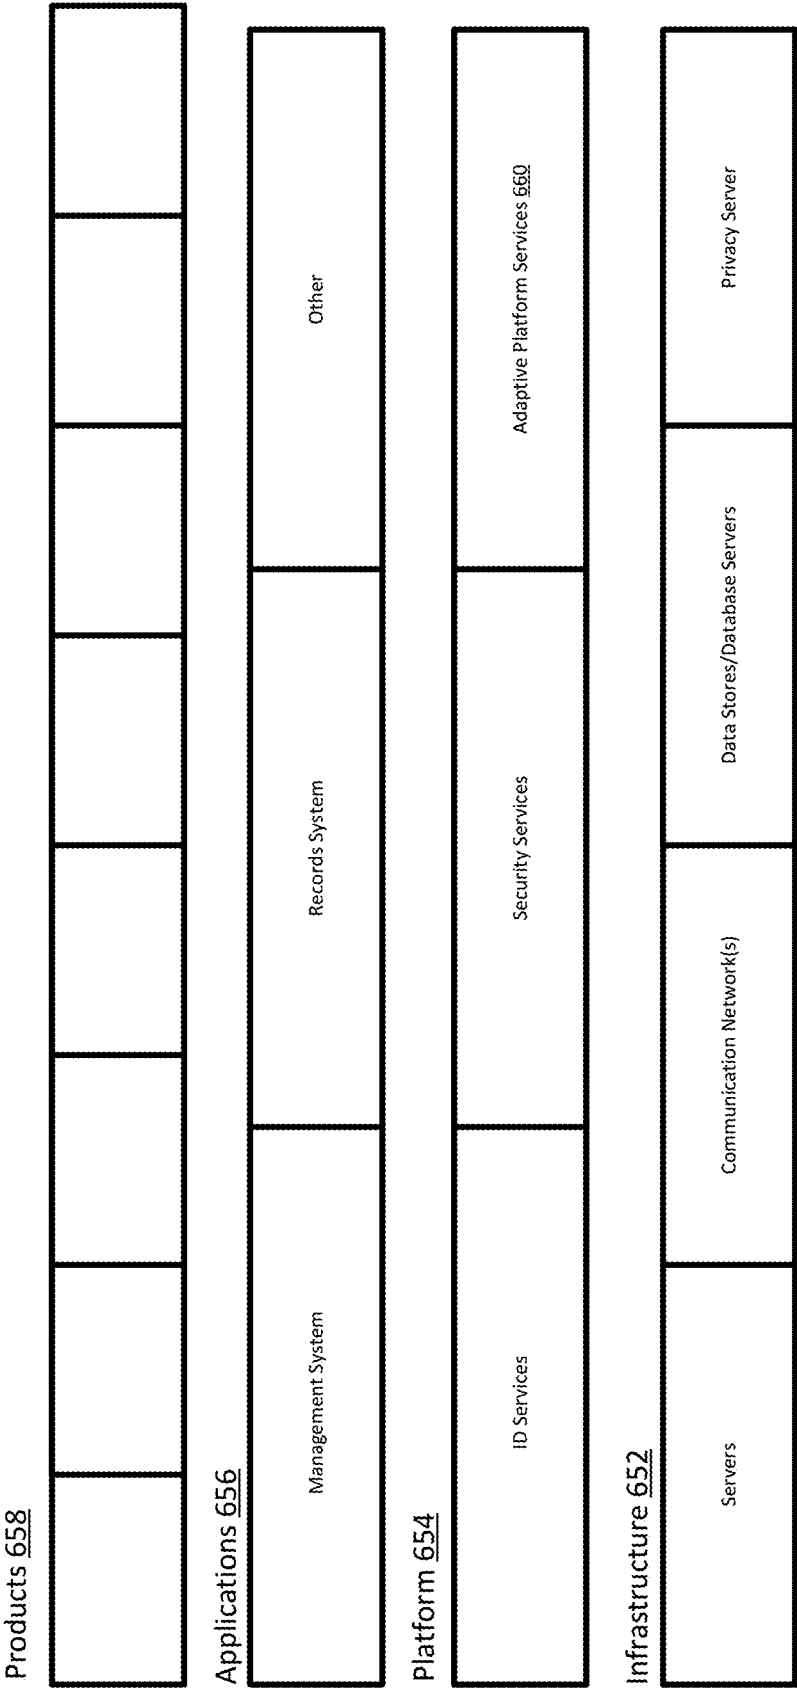 Products 658
Applications 656
Management System
Records System
Other
Platform 654
ID Services
Security Services
Adaptive Platform Services 660
Infrastructure 652
Servers
Communication Network(s)
Data Stores/Database Servers
Privacy Server